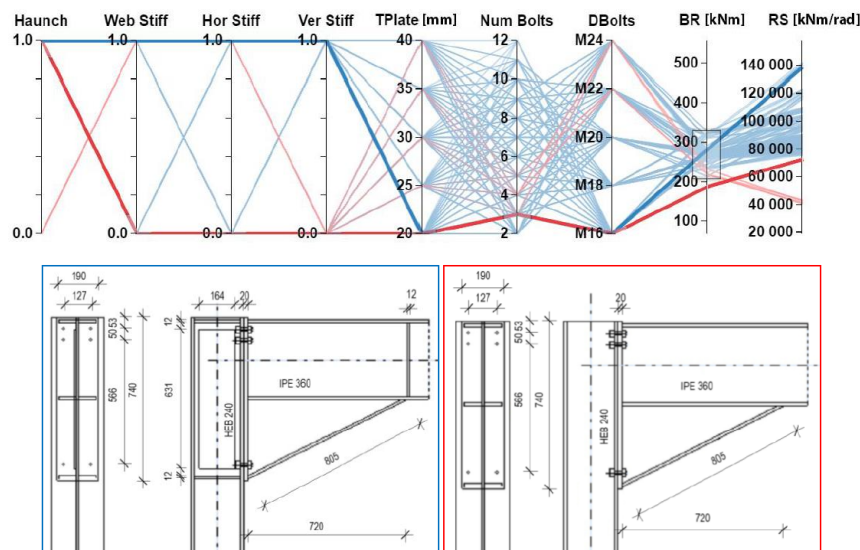 Haunch Web Stiff Hor Stiff Ver Stiff TPlate [mm] Num Bolts DBolts BR [kNm] RS [kNm/rad]
1.0 1.0 1.0 1.0 40 12 M24
500 140 000
35 10 M22 400 120 000
8 100 000
30 M20 300
6 80 000
200 60 000
25 4 M18
100 40 000
0.0 0.0 0.0 0.0 20 2 M16 20 000
190
127
50 53
566
740
164 20
12
631
12
12
IPE 360
HEB 240
805
720
190
127
50 53
566
740
20
IPE 360
HEB 240
805
720